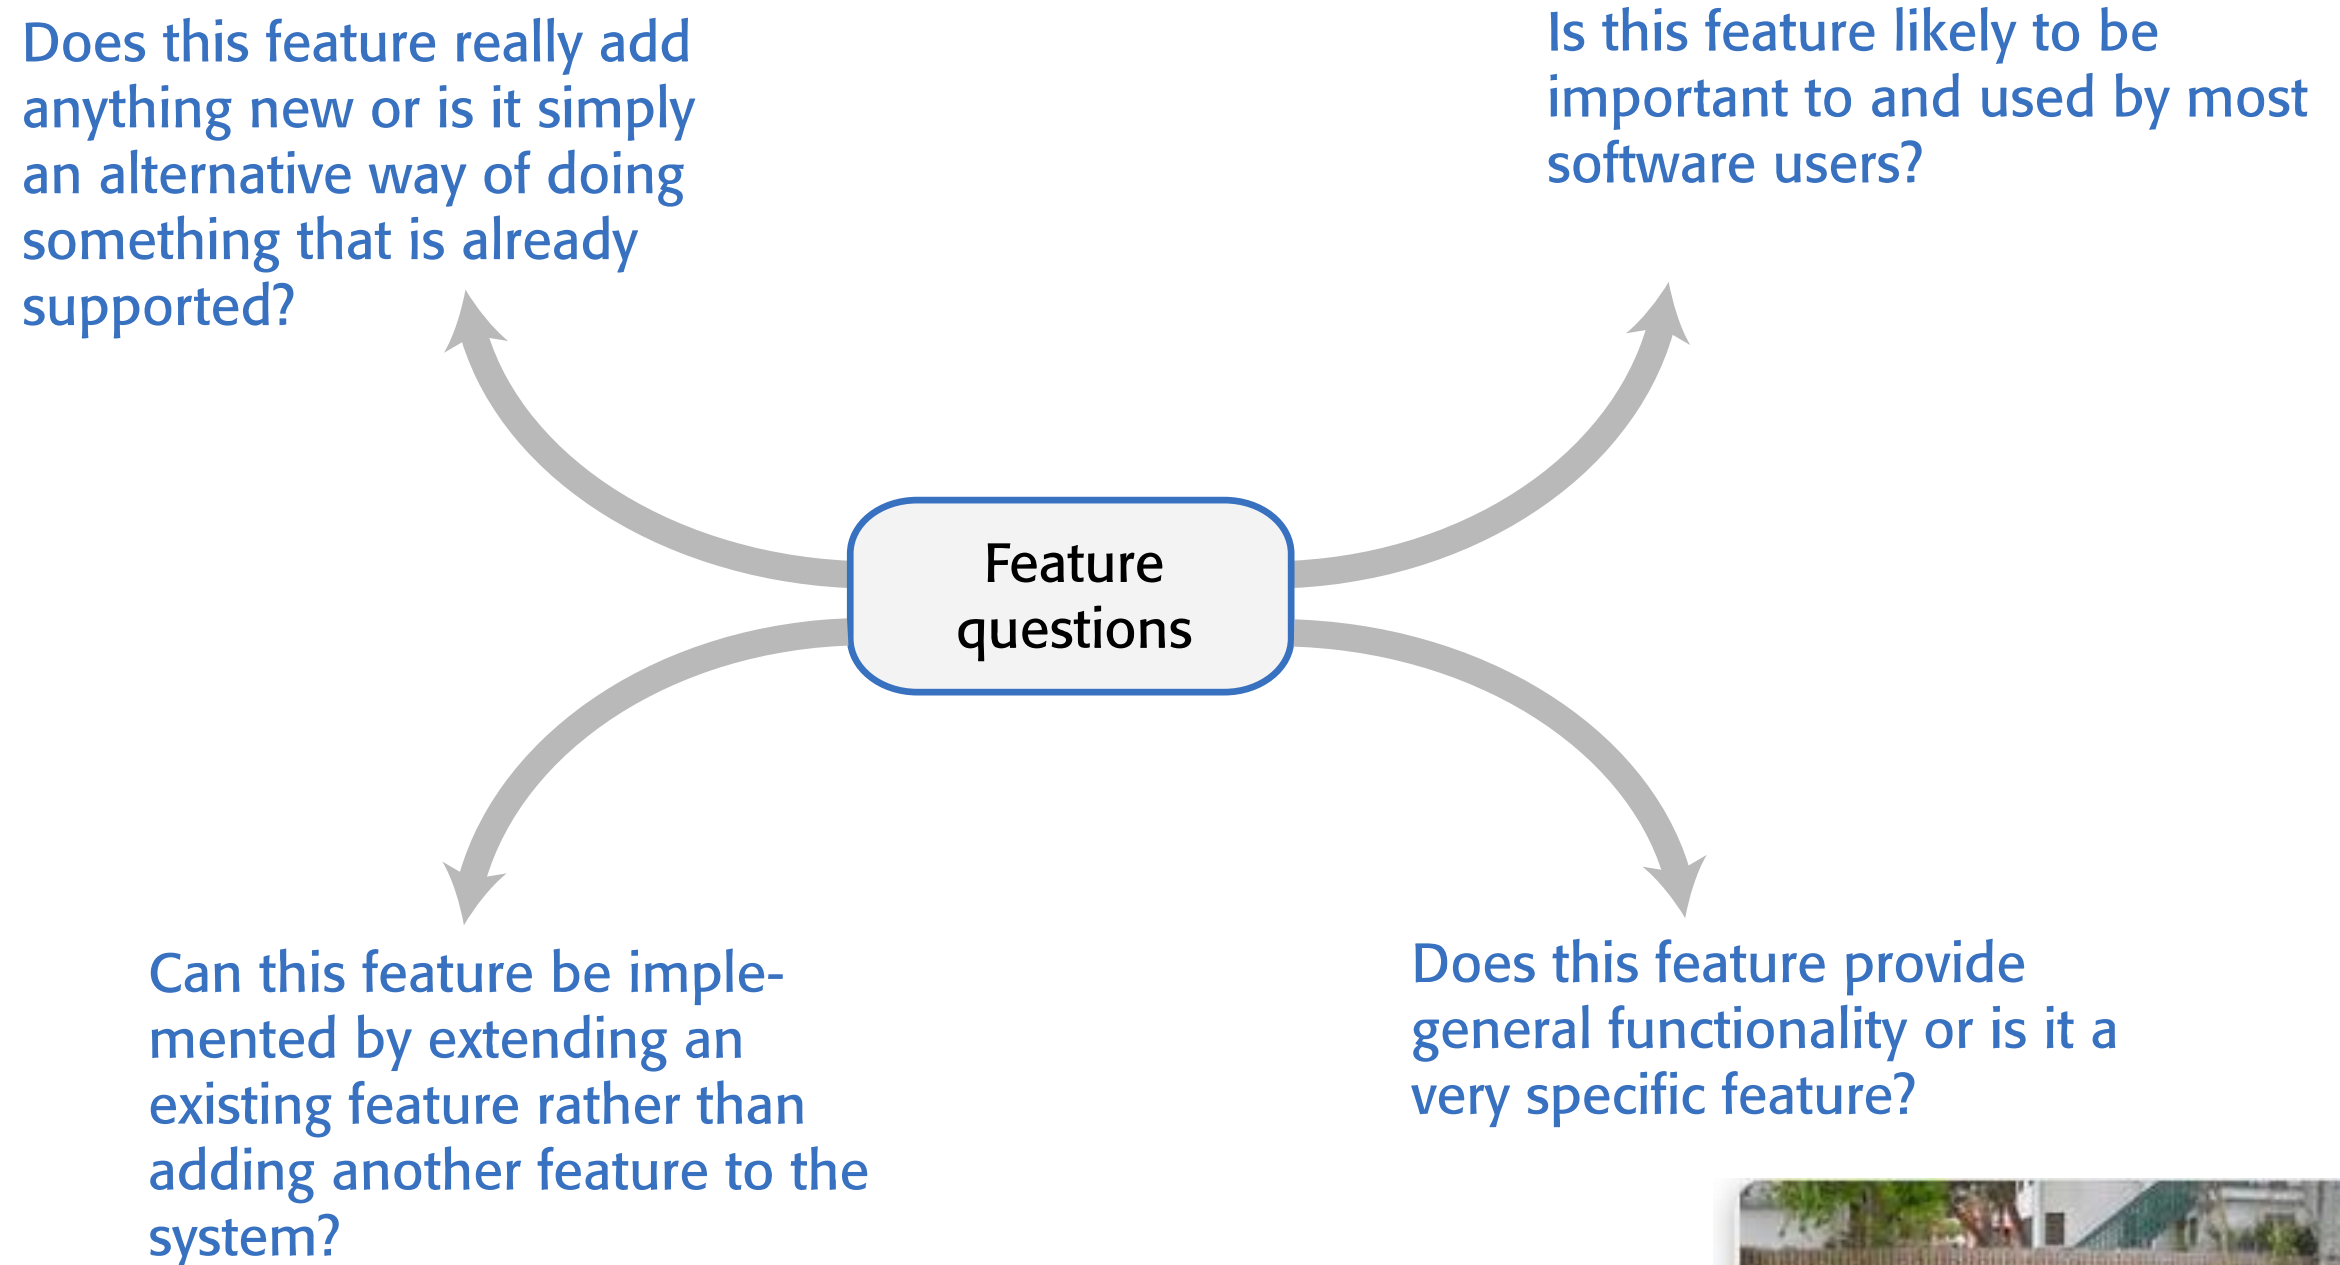 Does this feature really add
anything new or is it simply
an alternative way of doing
something that is already
supported?
Is this feature likely to be
important to and used by most
software users?
Feature
questions
Can this feature be imple-
mented by extending an
existing feature rather than
adding another feature to the
system?
Does this feature provide
general functionality or is it a
very specific feature?